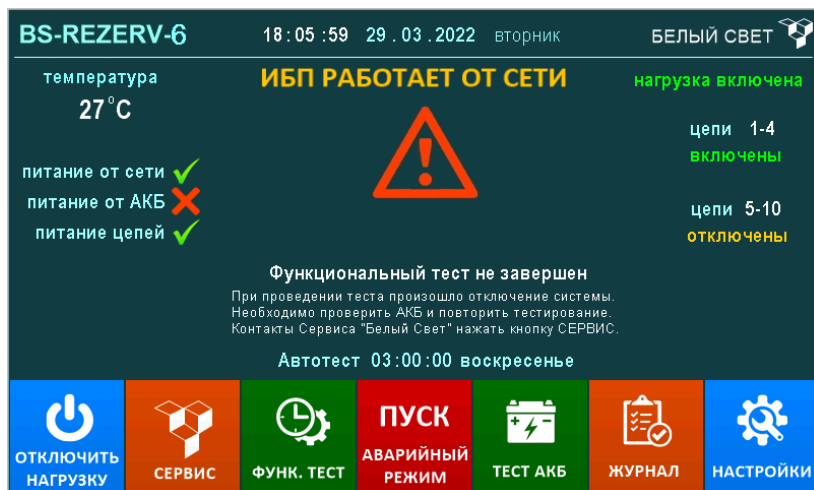 BS-REZERV-6
18:05:59 29.03.2022 вторник
БЕЛЫЙ СВЕТ
температура
27°C
ИБП РАБОТАЕТ ОТ СЕТИ
нагрузка включена
цепи 1-4
включены
питание от сети
питание от АКБ
питание цепей
цепи 5-10
отключены
Функциональный тест не завершен
При проведении теста произошло отключение системы.
Необходимо проверить АКБ и повторить тестирование.
Контакты Сервиса "Белый Свет" нажать кнопку СЕРВИС.
Автотест 03:00:00 воскресенье
ОТКЛЮЧИТЬ
НАГРУЗКУ
СЕРВИС
ФУНК. ТЕСТ
ПУСК
АВАРИЙНЫЙ
РЕЖИМ
ТЕСТ АКБ
ЖУРНАЛ
НАСТРОЙКИ